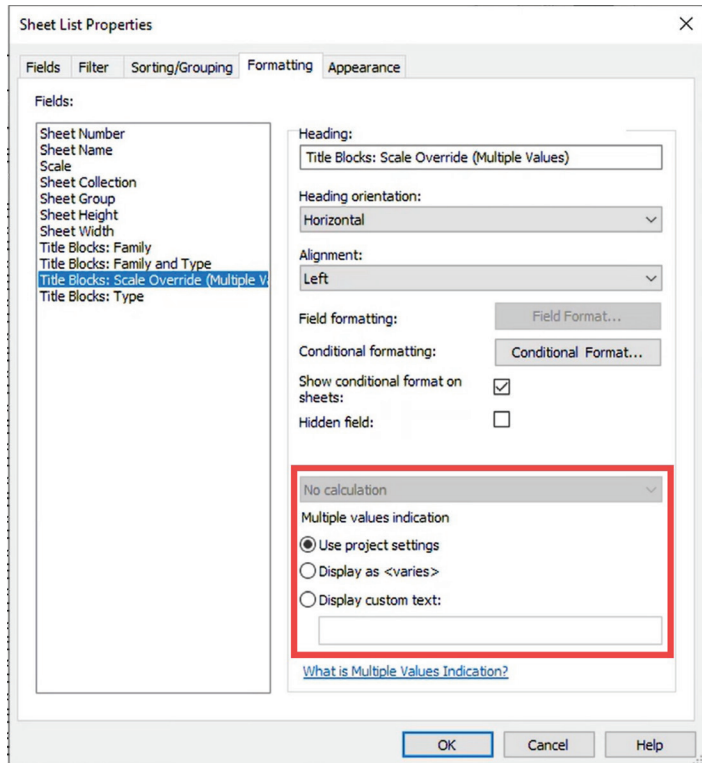 Sheet List Properties
Fields Filter Sorting/Grouping Formatting Appearance
Fields:
Sheet Number
Sheet Name
Scale
Sheet Collection
Sheet Group
Sheet Height
Sheet Width
Title Blocks: Family
Title Blocks: Family and Type
Title Blocks: Scale Override (Multiple V
Title Blocks: Type
Heading:
Title Blocks: Scale Override (Multiple Values)
Heading orientation:
Horizontal
Alignment:
Left
Field formatting: Field Format...
Conditional formatting: Conditional Format...
Show conditional format on
sheets:
Hidden field:
No calculation
Multiple values indication
Use project settings
Display as <varies>
Display custom text:
What is Multiple Values Indication?
OK Cancel Help